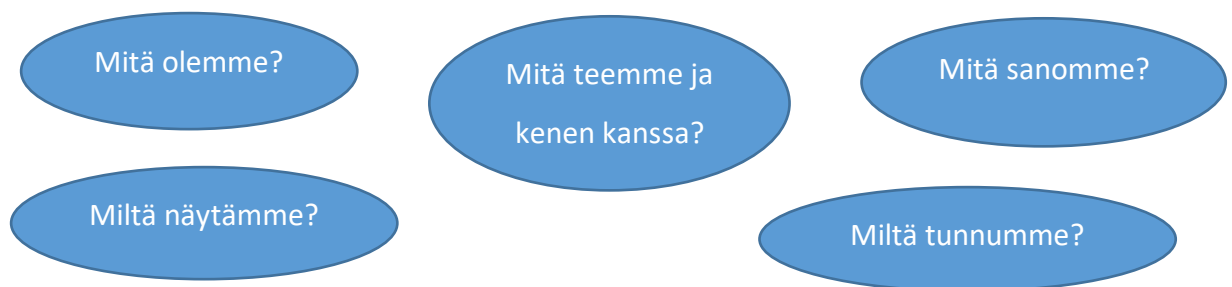 Mitä olemme?
Mitä teemme ja
kenen kanssa?
Mitä sanomme?
Miltä näytämme?
Miltä tunnumme?